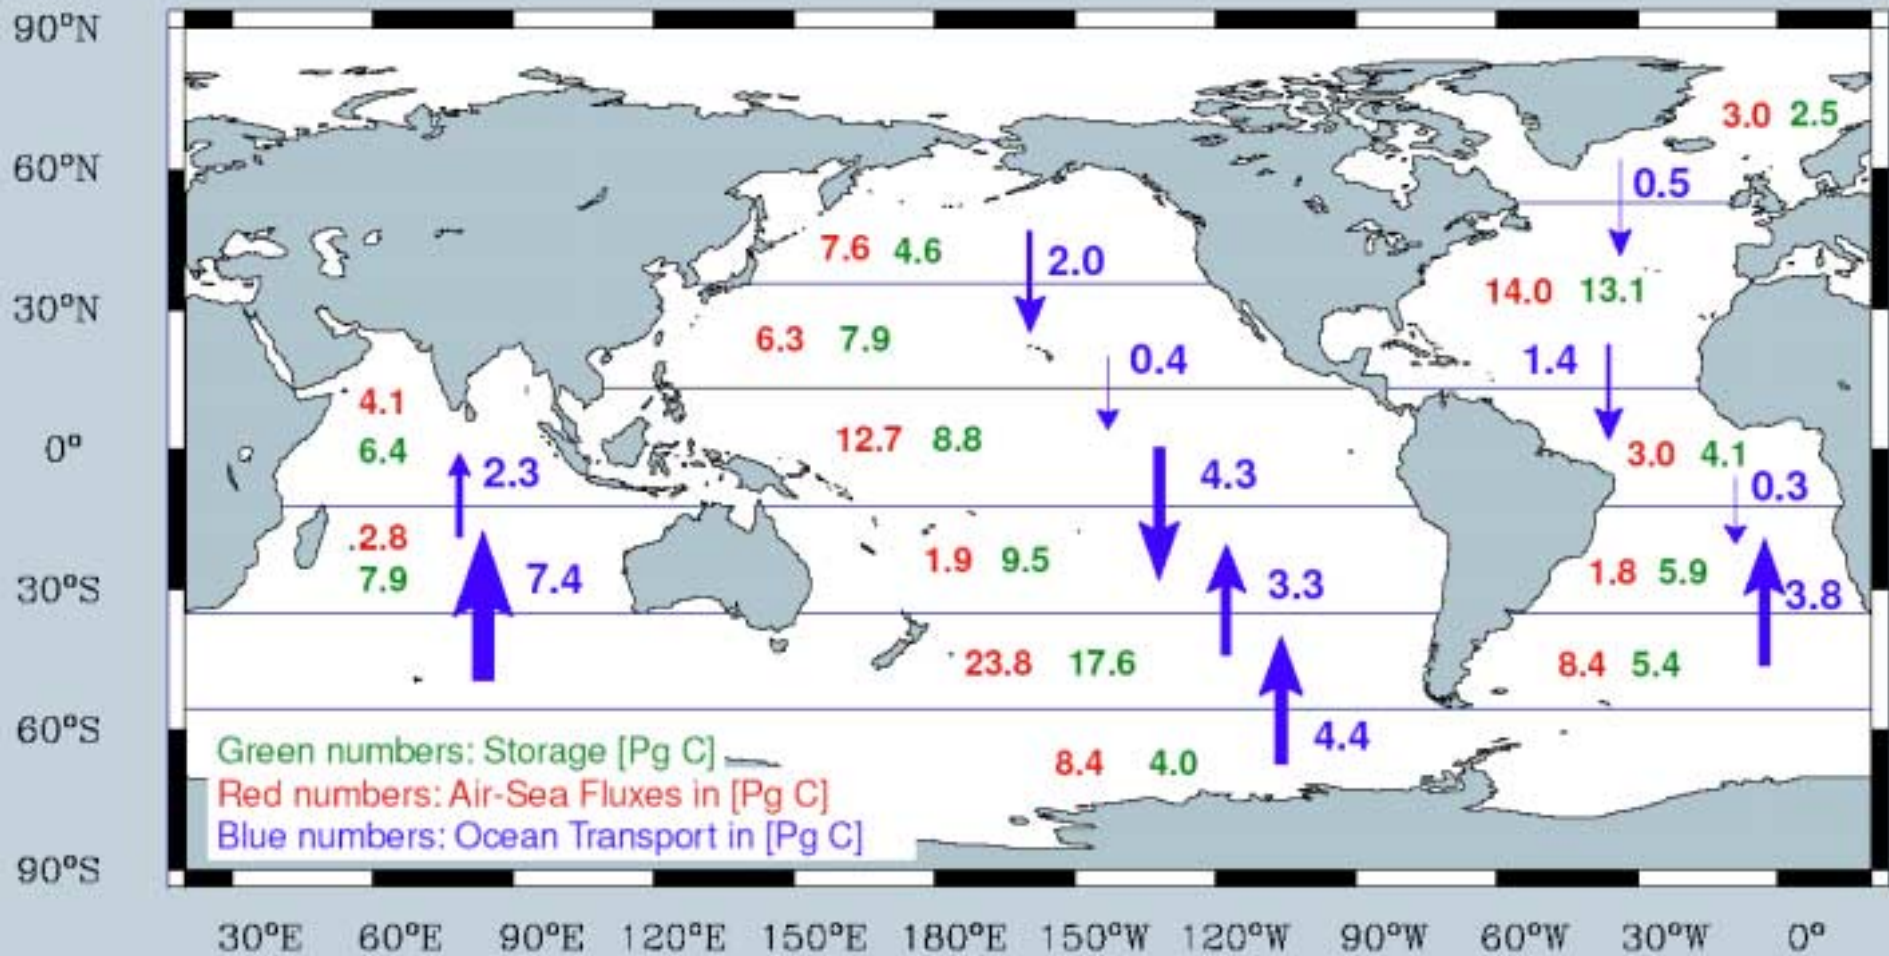 90°N
3.0 2.5
60°N
0.5
7.6 4.6
2.0
14.0 13.1
30°N
6.3 7.9
0.4
1.4
4.1
12.7 8.8
3.0 4.1
0°
6.4
2.3
4.3
0.3
.2.8
1.9 9.5
1.8 5.9
7.9
7.4
3.3
3.8
30°S
23.8 17.6
8.4 5.4
60°S
4.4
Green numbers: Storage [Pg C]
8.4 4.0
Red numbers: Air-Sea Fluxes in [Pg C]
Blue numbers: Ocean Transport in [Pg C]
90°S
30°E 60°E 90°E 120°E 150°E 180°E 150°W 120°W 90°W 60°W 30°W 0°